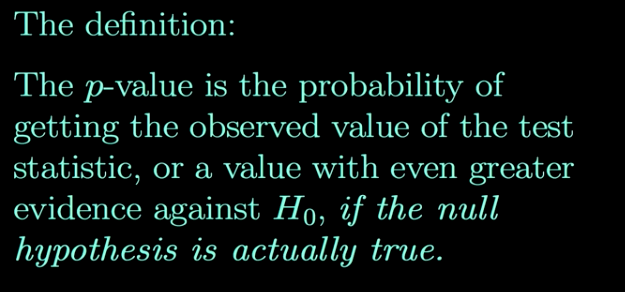 The definition:
The p-value is the probability of
getting the observed value of the test
statistic, or a value with even greater
evidence against H₀, if the null
hypothesis is actually true.